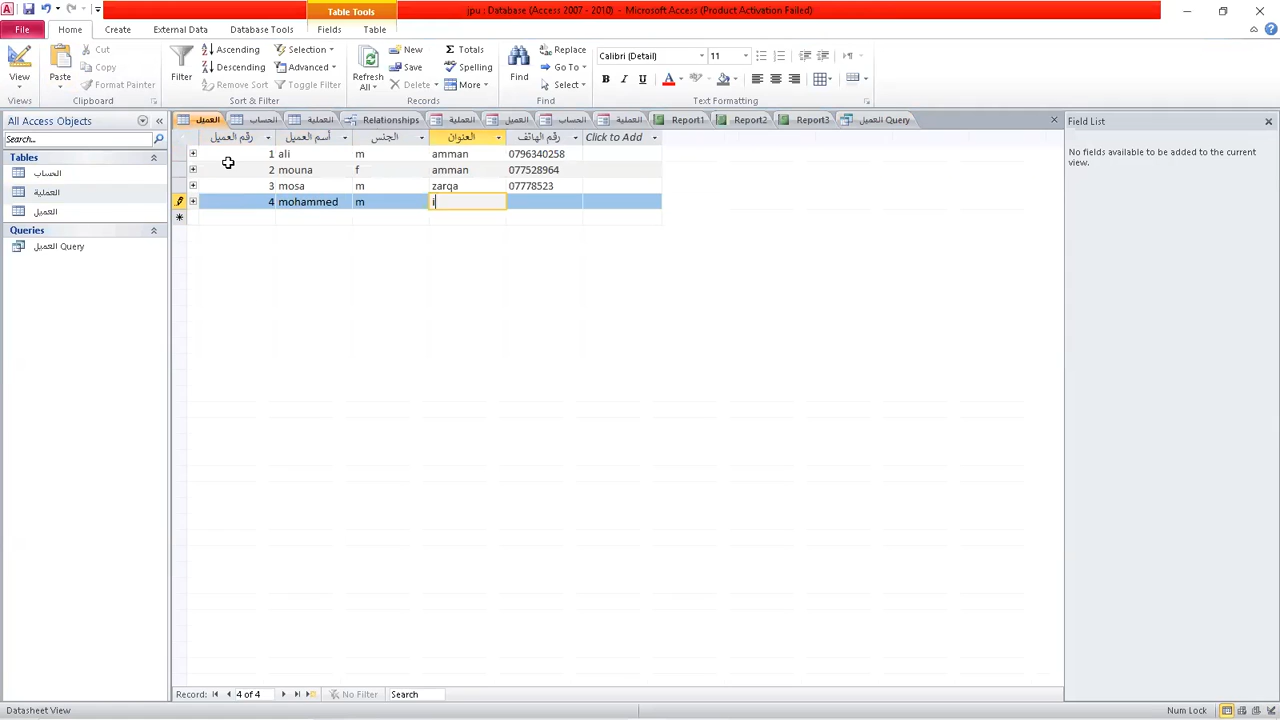 Table Tools
jpu : Database (Access 2007 - 2010) - Microsoft Access (Product Activation Failed)
File Home Create External Data Database Tools Fields Table
View
Views
Paste
Cut
Copy
Format Painter
Clipboard
Filter
Ascending
Descending
Remove Sort
Selection
Advanced
Toggle Filter
Sort & Filter
Refresh All
New
Save
Delete
Totals
Spelling
More
Records
Find
Replace
Go To
Select
Find
Calibri (Detail) 11
B I U A
Text Formatting
All Access Objects
Search...
Tables
الحساب
العملية
العميل
Queries
العميل Query
العميل الحساب العملية Relationships العملية العميل الحساب العملية Report1 Report2 Report3 العميل Query
رقم العميل أسم العميل الجنس العنوان رقم الهاتف Click to Add
1 ali m amman 0796340258
2 mouna f amman 077528964
3 mosa m zarqa 07778523
4 mohammed m i
Field List
No fields available to be added to the current view.
Record: 4 of 4 No Filter Search
Datasheet View Num Lock